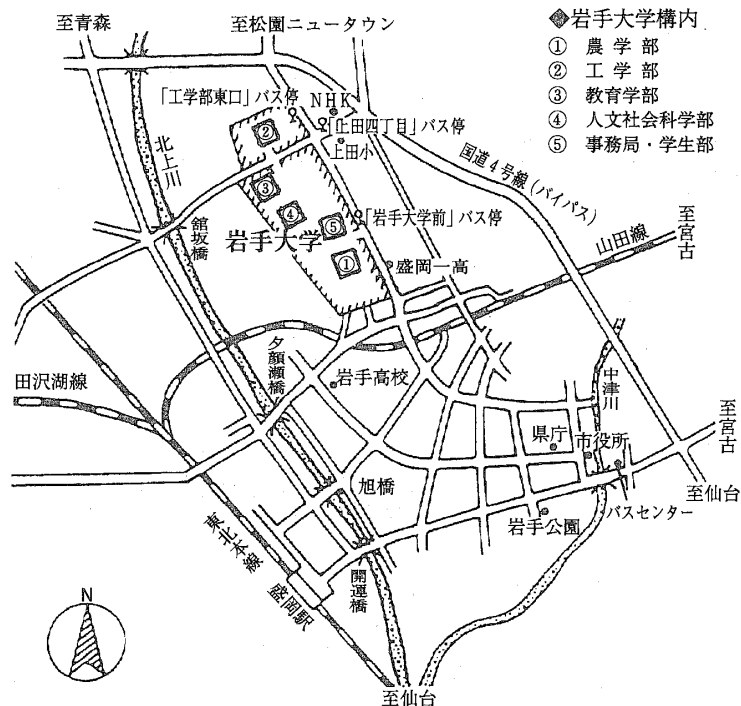 至青森
至松園ニュータウン
◆岩手大学構内
① 農学部
② 工学部
③ 教育学部
④ 人文社会科学部
⑤ 事務局・学生部
「工学部東口」バス停
NHK
「上田四丁目」バス停
上田小
②
北上川
国道4号線(バイパス)
③
④
「岩手大学前」バス停
⑤
館坂橋
岩手大学
①
盛岡一高
山田線
至宮古
田沢湖線
夕顔瀬橋
岩手高校
中津川
至宮古
県庁
市役所
旭橋
至仙台
バスセンター
岩手公園
東北本線
開運橋
盛岡駅
N
至仙台